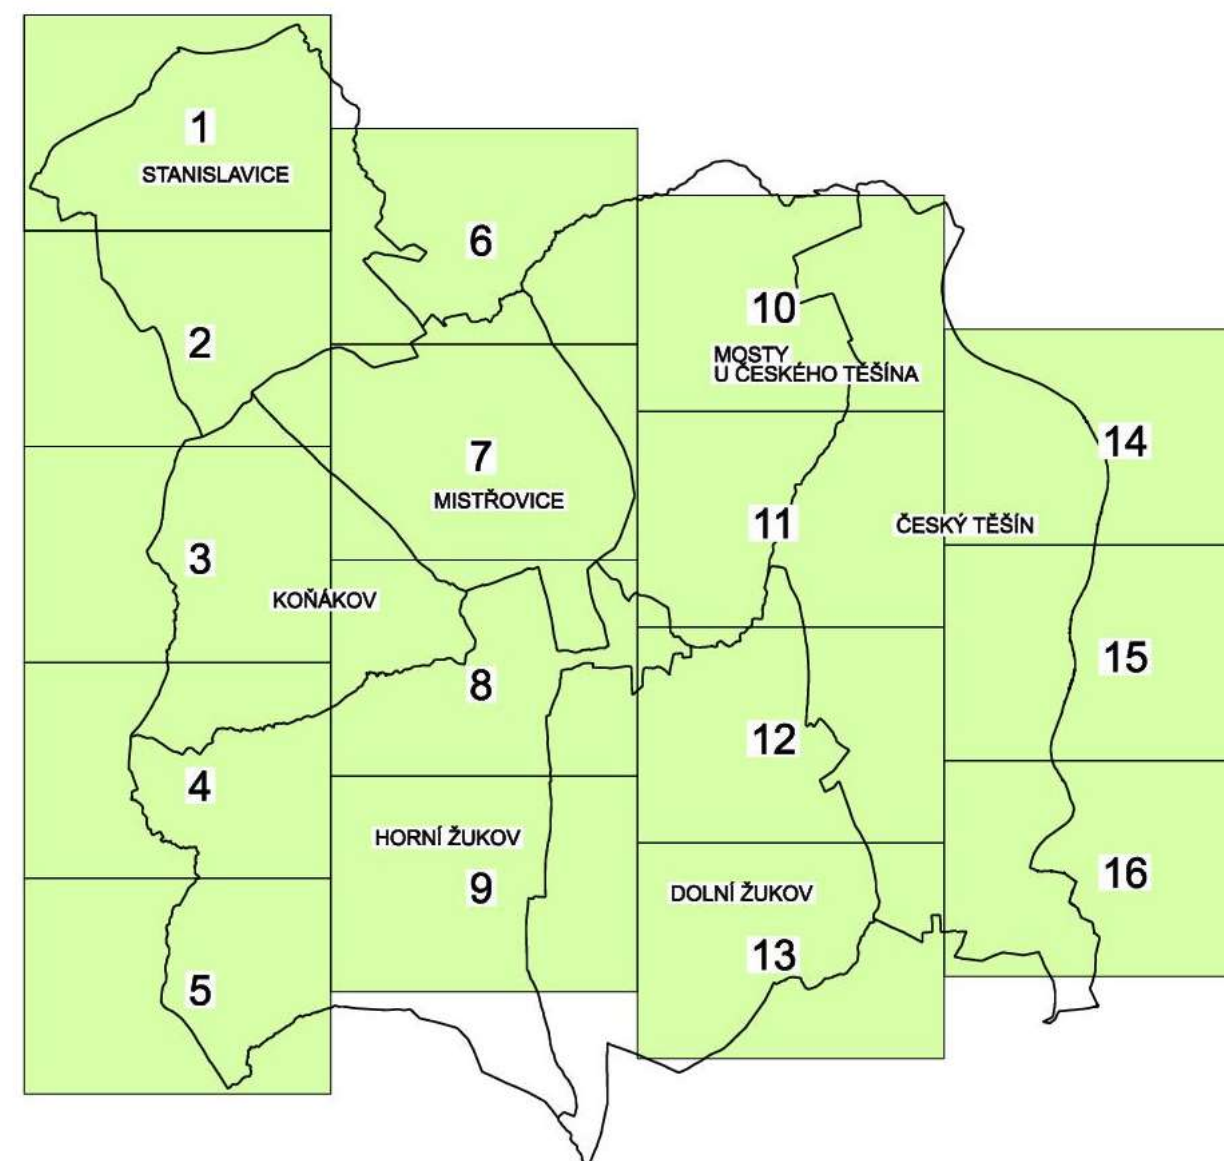 1
STANISLAVICE
6
10
2
MOSTY
U ČESKÉHO TĚŠÍNA
14
7
MISTŘOVICE
11
ČESKÝ TĚŠÍN
3
KOŇÁKOV
15
8
12
4
HORNÍ ŽUKOV
9
DOLNÍ ŽUKOV
16
13
5